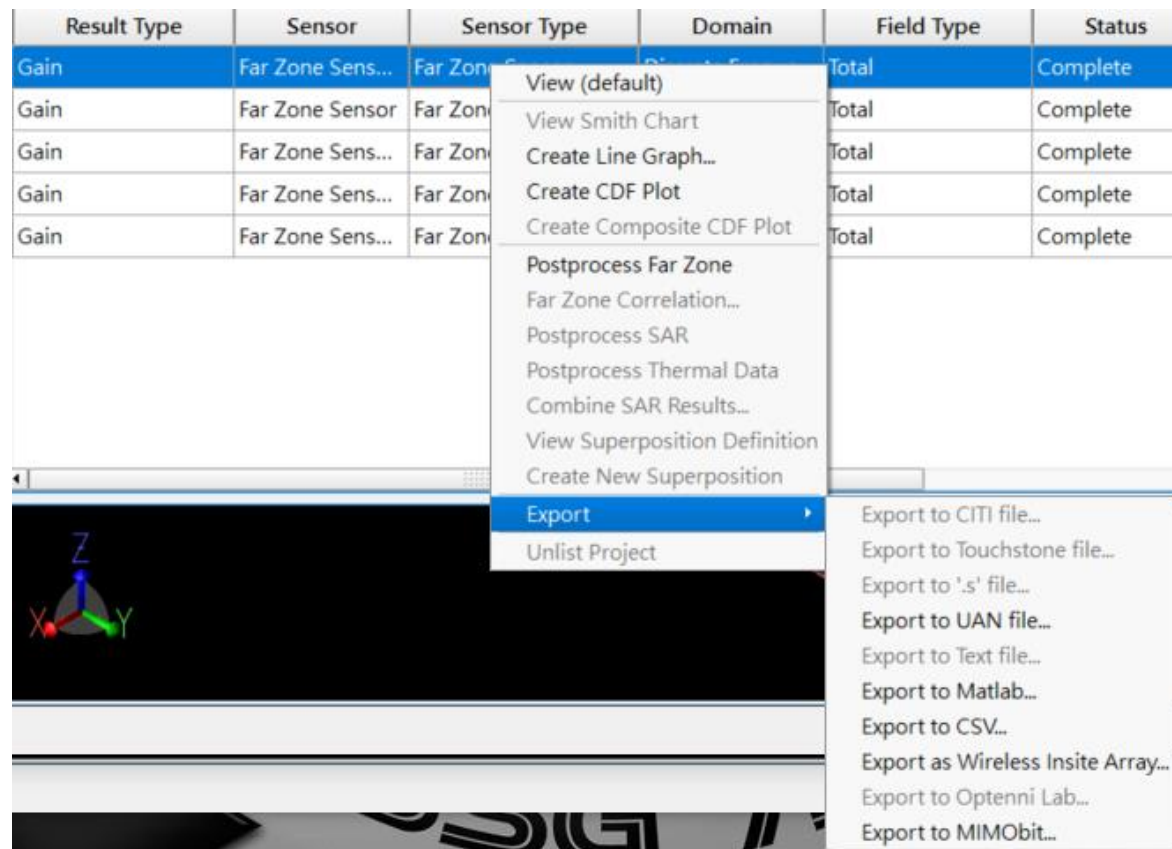 Result Type Sensor Sensor Type Domain Field Type Status
Gain Far Zone Sens... Far Zone Total Complete
Gain Far Zone Sensor Far Zon Total Complete
Gain Far Zone Sens... Far Zon Total Complete
Gain Far Zone Sens... Far Zon Total Complete
Gain Far Zone Sens... Far Zon Total Complete
View (default)
View Smith Chart
Create Line Graph...
Create CDF Plot
Create Composite CDF Plot
Postprocess Far Zone
Far Zone Correlation...
Postprocess SAR
Postprocess Thermal Data
Combine SAR Results...
View Superposition Definition
Create New Superposition
Export
Unlist Project
Export to CITI file...
Export to Touchstone file...
Export to '.s' file...
Export to UAN file...
Export to Text file...
Export to Matlab...
Export to CSV...
Export as Wireless Insite Array...
Export to Optenni Lab...
Export to MIMObit...
Z
X Y